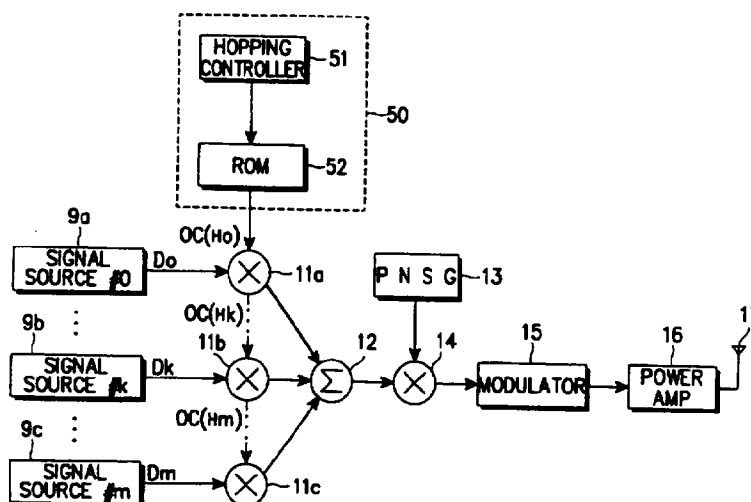 HOPPING
CONTROLLER
51
50
ROM
52
9a
OC(Ho)
SIGNAL
SOURCE #0
Do
11a
P N S G
13
9b
OC(Hk)
11b
12
14
15
16
1
SIGNAL
SOURCE #k
Dk
Σ
MODULATOR
POWER
AMP
9c
OC(Hm)
SIGNAL
SOURCE #m
Dm
11c